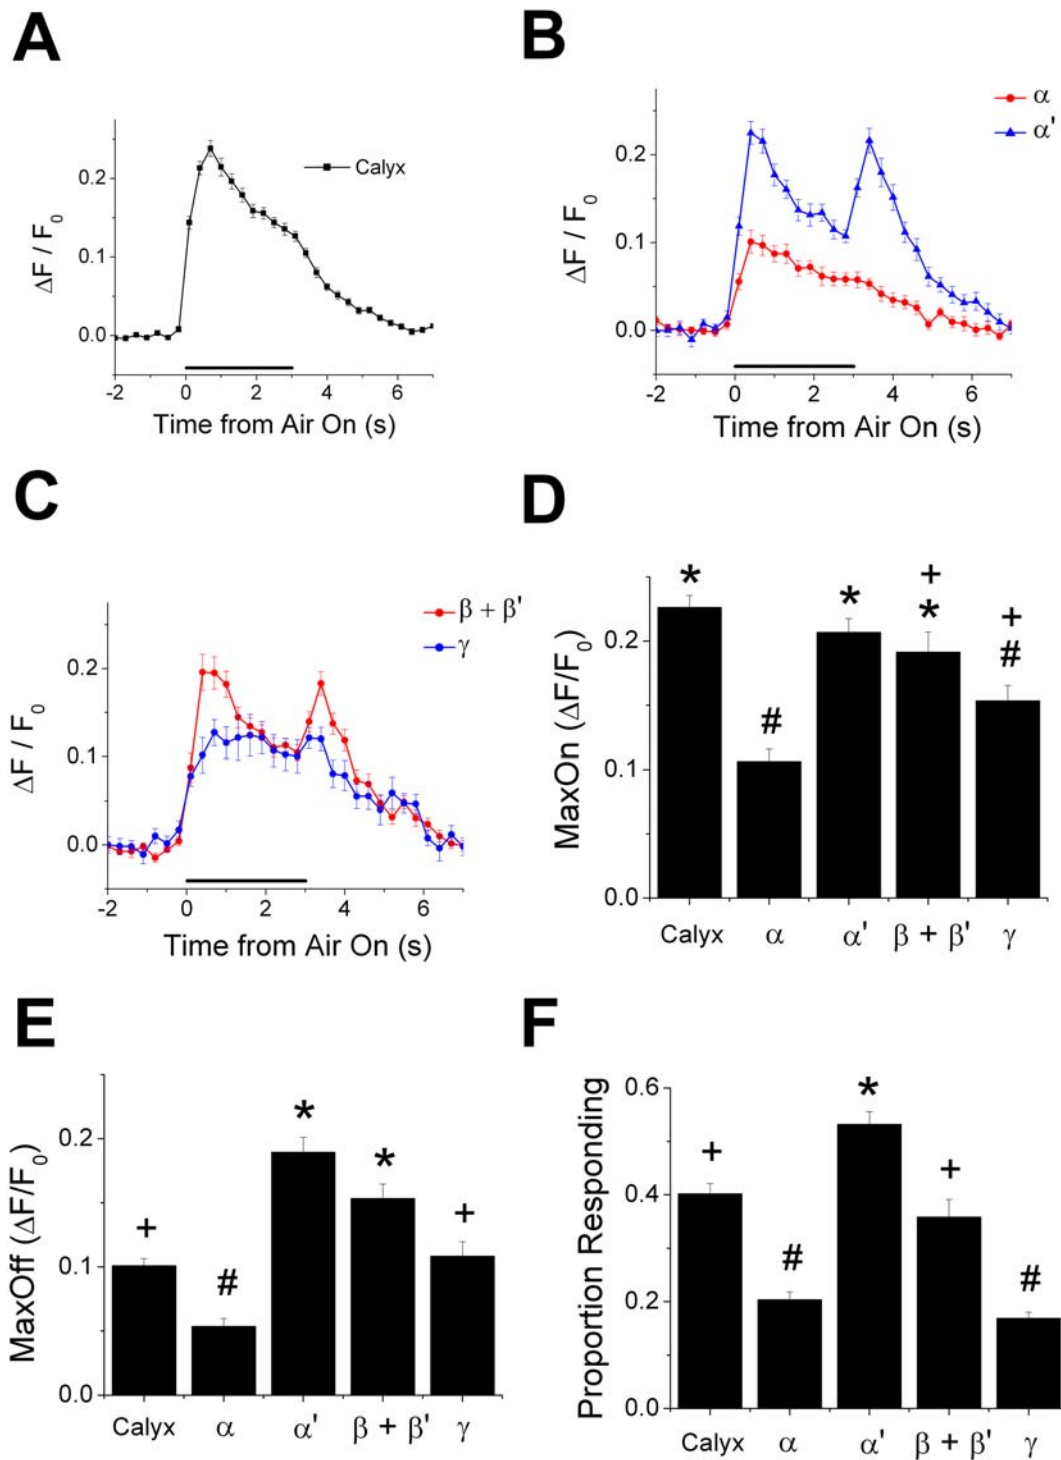 A
ΔF / F0
0.2
0.1
0.0
Calyx
-2 0 2 4 6
Time from Air On (s)
B
ΔF / F0
0.2
0.1
0.0
α
α'
-2 0 2 4 6
Time from Air On (s)
C
ΔF / F0
0.2
0.1
0.0
β + β'
γ
-2 0 2 4 6
Time from Air On (s)
D
MaxOn (ΔF/F0)
0.2
0.1
0.0
* # * + * + #
Calyx α α' β + β' γ
E
MaxOff (ΔF/F0)
0.2
0.1
0.0
+ # * * +
Calyx α α' β + β' γ
F
Proportion Responding
0.6
0.4
0.2
0.0
+ # * + #
Calyx α α' β + β' γ